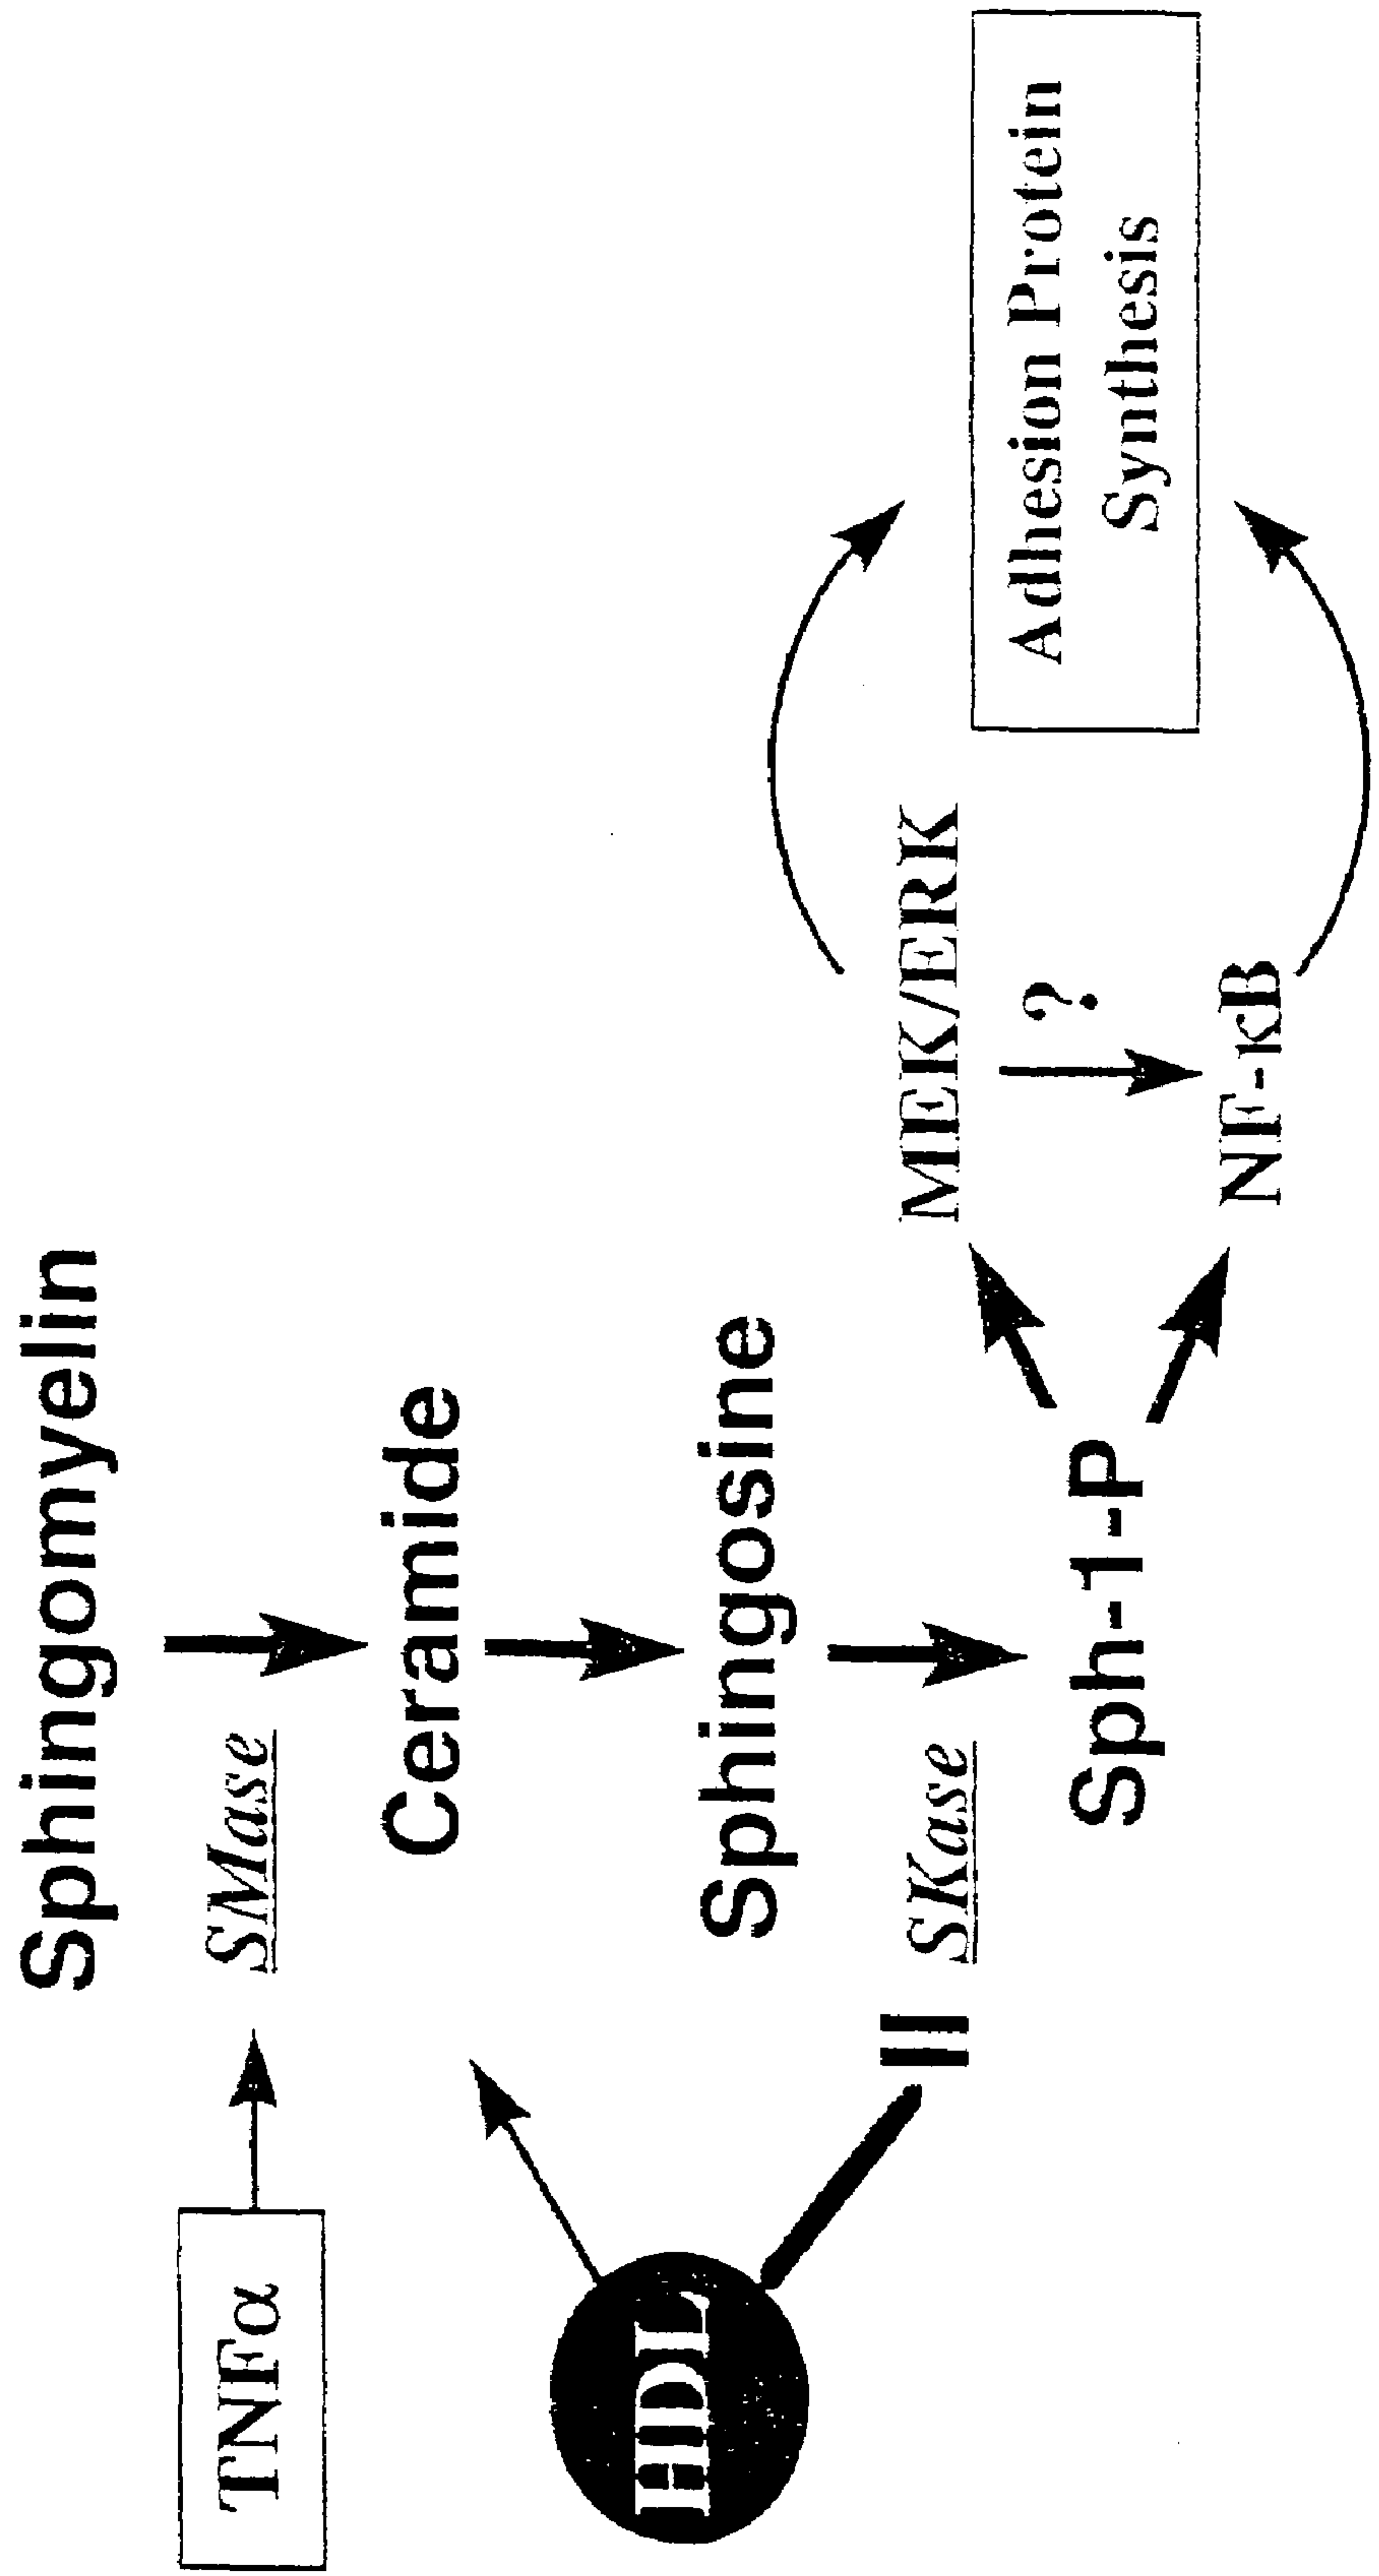 Sphingomyelin
TNFα
SMase
Ceramide
HDL
Sphingosine
SKase
Sph-1-P
MEK/ERK
?
NF-κB
Adhesion Protein
Synthesis